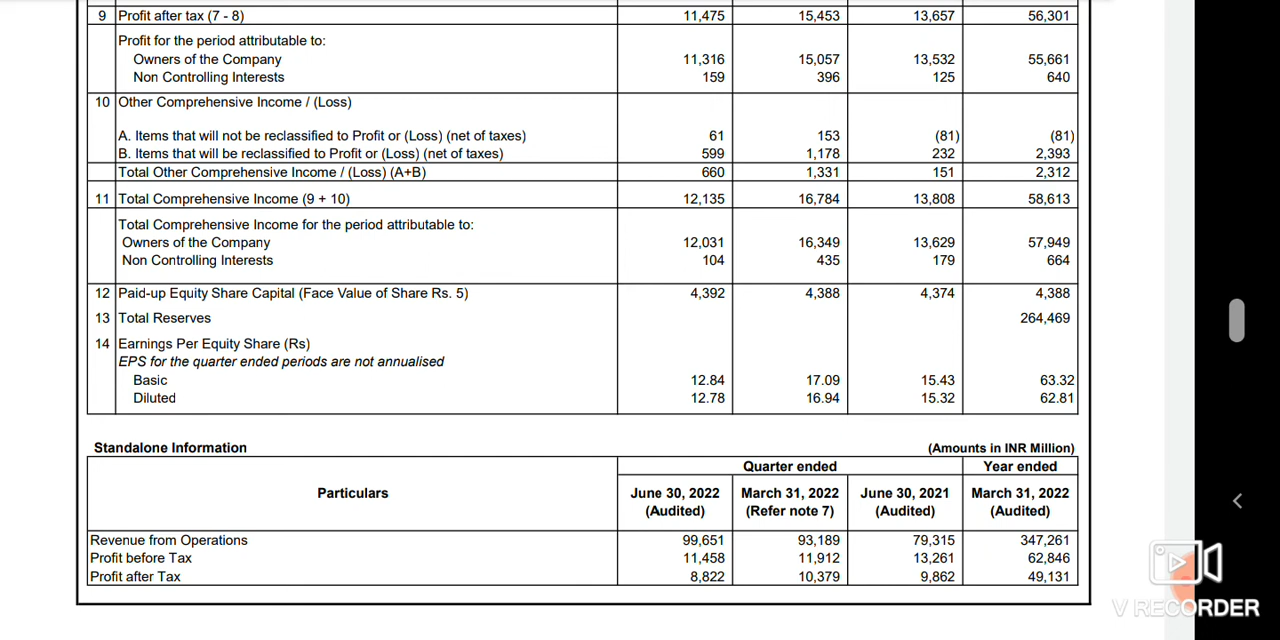 9 Profit after tax (7 - 8) 11,475 15,453 13,657 56,301
Profit for the period attributable to:
Owners of the Company 11,316 15,057 13,532 55,661
Non Controlling Interests 159 396 125 640
10 Other Comprehensive Income / (Loss)
A. Items that will not be reclassified to Profit or (Loss) (net of taxes) 61 153 (81) (81)
B. Items that will be reclassified to Profit or (Loss) (net of taxes) 599 1,178 232 2,393
Total Other Comprehensive Income / (Loss) (A+B) 660 1,331 151 2,312
11 Total Comprehensive Income (9 + 10) 12,135 16,784 13,808 58,613
Total Comprehensive Income for the period attributable to:
Owners of the Company 12,031 16,349 13,629 57,949
Non Controlling Interests 104 435 179 664
12 Paid-up Equity Share Capital (Face Value of Share Rs. 5) 4,392 4,388 4,374 4,388
13 Total Reserves 264,469
14 Earnings Per Equity Share (Rs)
EPS for the quarter ended periods are not annualised
Basic 12.84 17.09 15.43 63.32
Diluted 12.78 16.94 15.32 62.81
Standalone Information (Amounts in INR Million)
Quarter ended Year ended
Particulars June 30, 2022 March 31, 2022 June 30, 2021 March 31, 2022
(Audited) (Refer note 7) (Audited) (Audited)
Revenue from Operations 99,651 93,189 79,315 347,261
Profit before Tax 11,458 11,912 13,261 62,846
Profit after Tax 8,822 10,379 9,862 49,131
V RECORDER